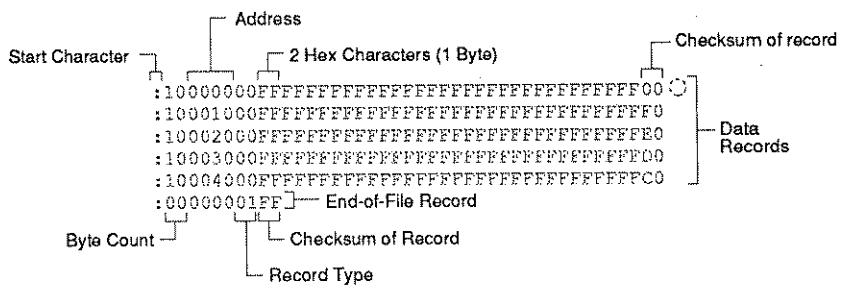 Address
Start Character
2 Hex Characters (1 Byte)
Checksum of record
:10000000FFFFFFFFFFFFFFFFFFFFFFFFFFFFFFFF00
:10001000FFFFFFFFFFFFFFFFFFFFFFFFFFFFFFFFF0
:10002000FFFFFFFFFFFFFFFFFFFFFFFFFFFFFFFFE0
:10003000FFFFFFFFFFFFFFFFFFFFFFFFFFFFFFFFD0
:10004000FFFFFFFFFFFFFFFFFFFFFFFFFFFFFFFFC0
Data
Records
:00000001FF
End-of-File Record
Byte Count
Checksum of Record
Record Type